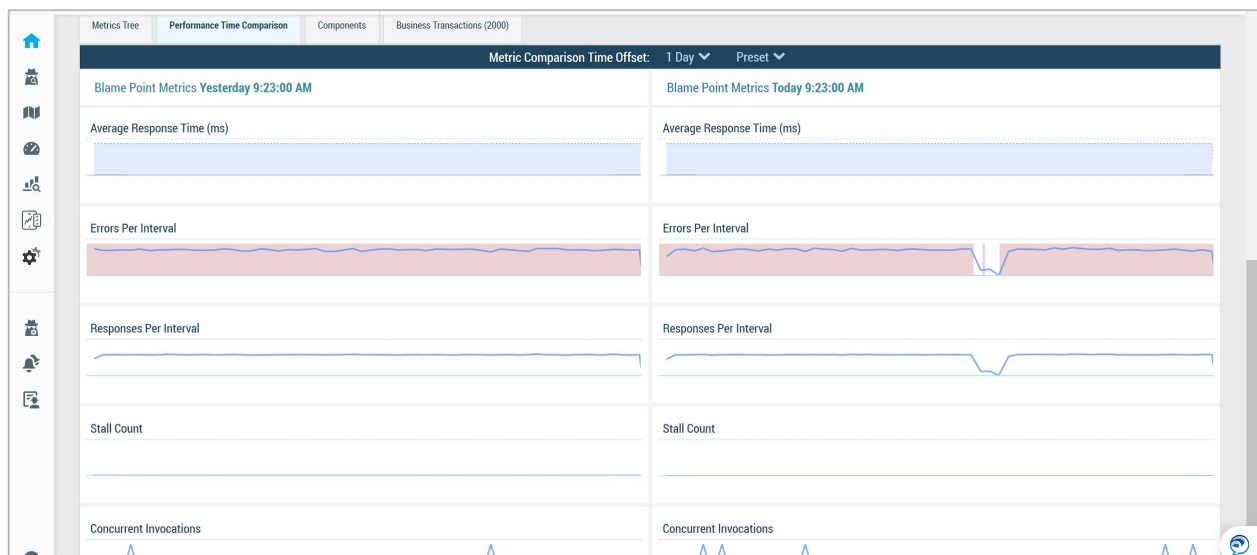 Metrics Tree
Performance Time Comparison
Components
Business Transactions (2000)
Metric Comparison Time Offset: 1 Day Preset
Blame Point Metrics Yesterday 9:23:00 AM
Blame Point Metrics Today 9:23:00 AM
Average Response Time (ms)
Average Response Time (ms)
Errors Per Interval
Errors Per Interval
Responses Per Interval
Responses Per Interval
Stall Count
Stall Count
Concurrent Invocations
Concurrent Invocations